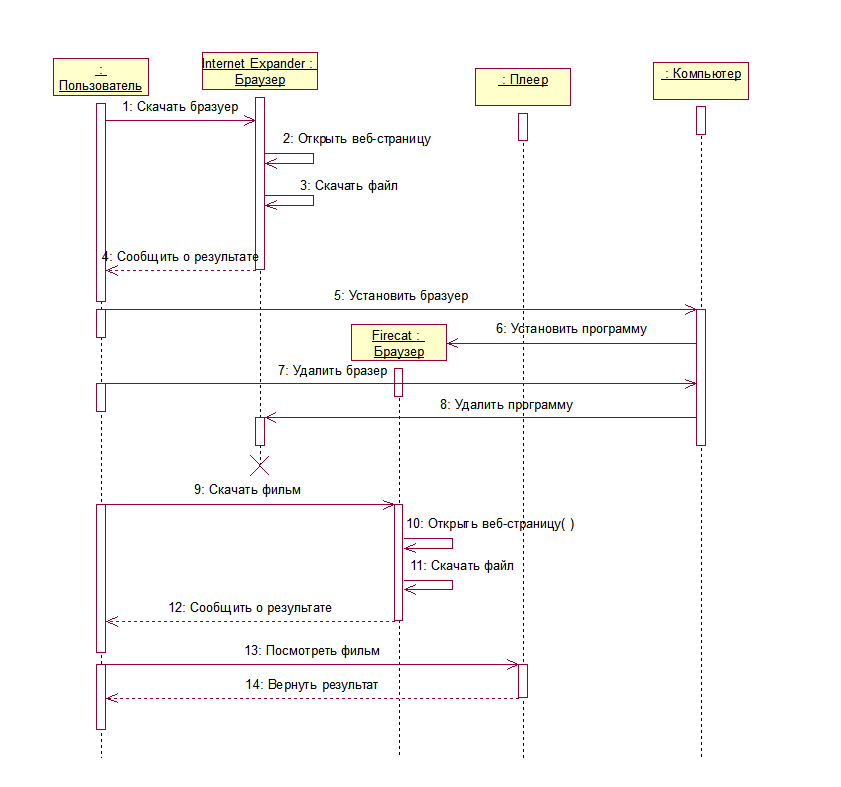 :
Пользователь
Internet Expander :
Браузер
: Плеер
: Компьютер
1: Скачать бразуер
2: Открыть веб-страницу
3: Скачать файл
4: Сообщить о результате
5: Установить бразуер
6: Установить программу
Firecat :
Браузер
7: Удалить бразер
8: Удалить программу
9: Скачать фильм
10: Открыть веб-страницу( )
11: Скачать файл
12: Сообщить о результате
13: Посмотреть фильм
14: Вернуть результат